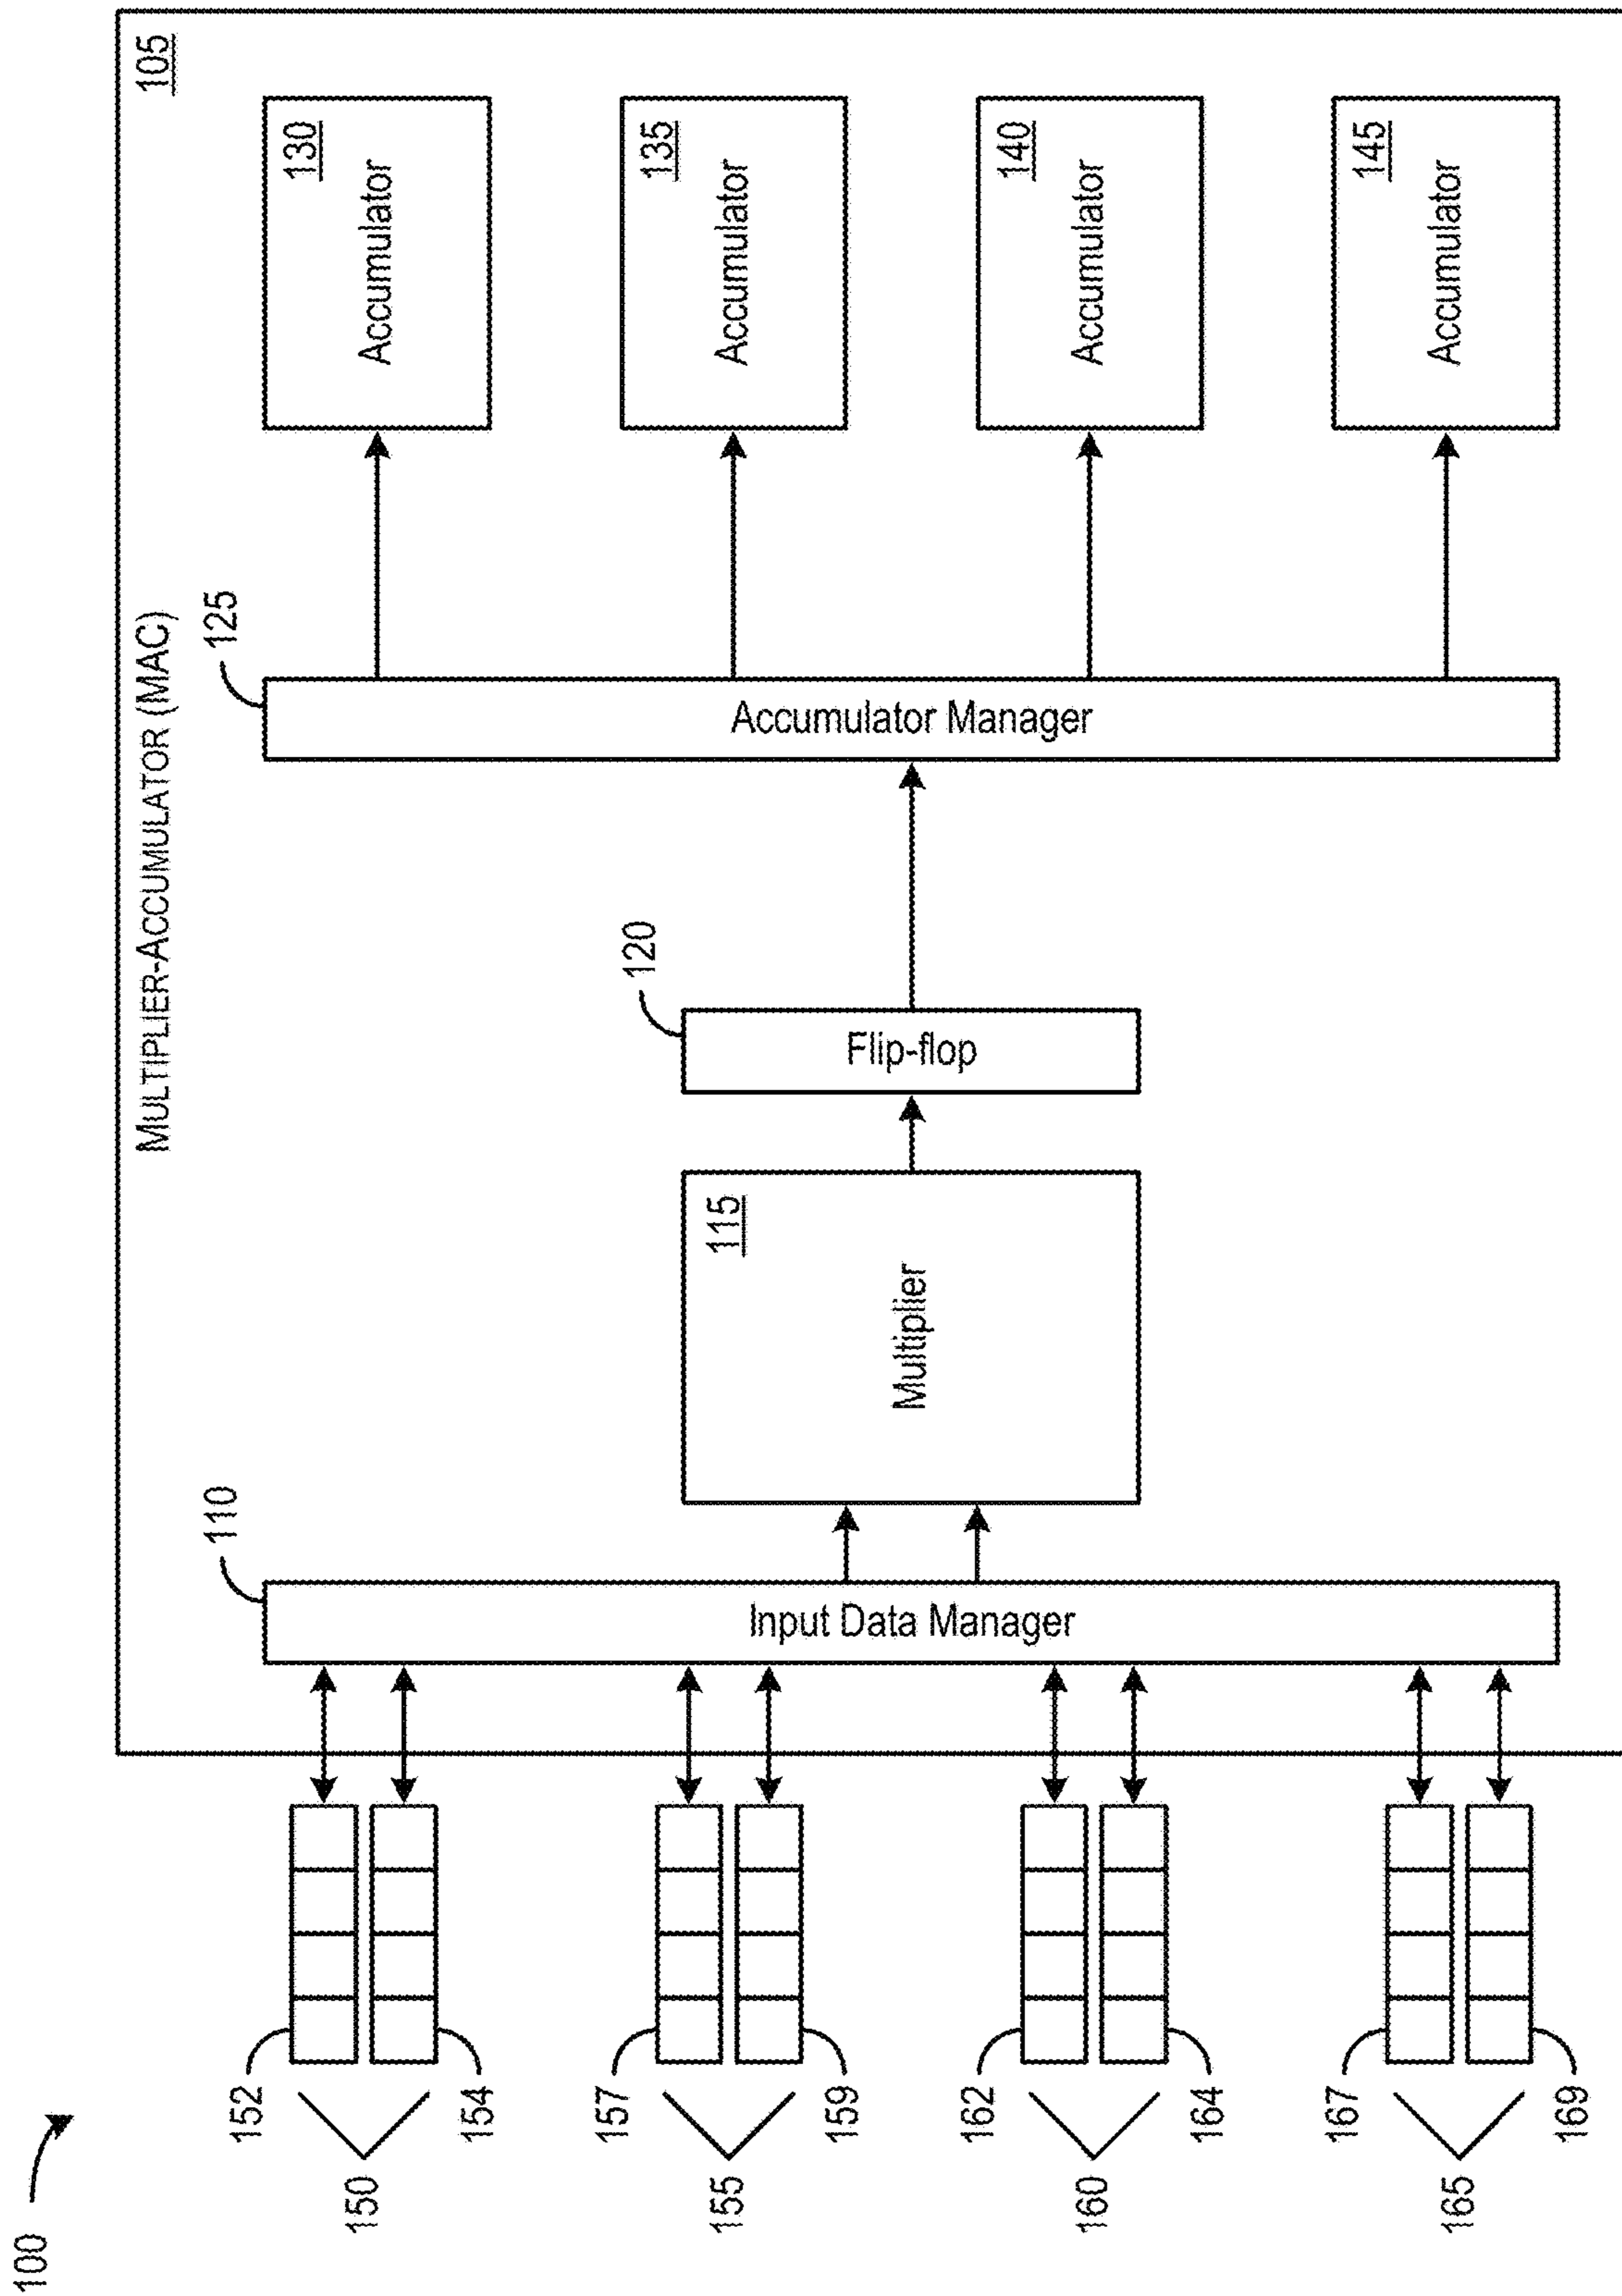 100
MULTIPLIER-ACCUMULATOR (MAC)
105
110
125
152
150
154
130
Accumulator
120
157
155
159
115
135
Accumulator
Input Data Manager
Multiplier
Flip-flop
Accumulator Manager
162
160
164
140
Accumulator
167
165
169
145
Accumulator